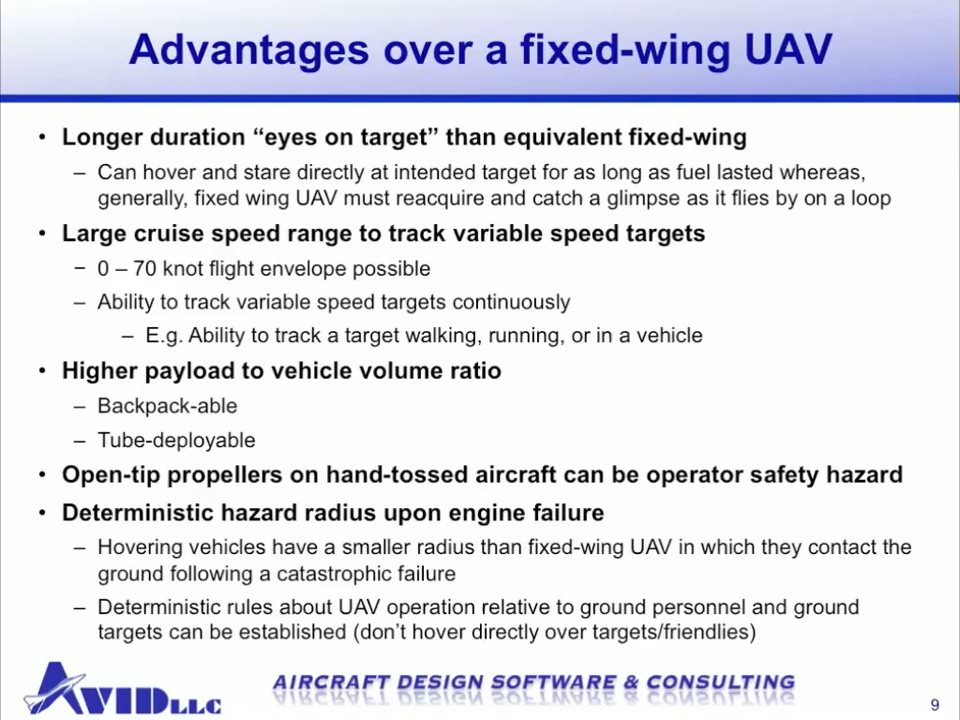 Advantages over a fixed-wing UAV
• Longer duration “eyes on target” than equivalent fixed-wing
– Can hover and stare directly at intended target for as long as fuel lasted whereas,
generally, fixed wing UAV must reacquire and catch a glimpse as it flies by on a loop
• Large cruise speed range to track variable speed targets
− 0 – 70 knot flight envelope possible
– Ability to track variable speed targets continuously
– E.g. Ability to track a target walking, running, or in a vehicle
• Higher payload to vehicle volume ratio
– Backpack-able
– Tube-deployable
• Open-tip propellers on hand-tossed aircraft can be operator safety hazard
• Deterministic hazard radius upon engine failure
– Hovering vehicles have a smaller radius than fixed-wing UAV in which they contact the
ground following a catastrophic failure
– Deterministic rules about UAV operation relative to ground personnel and ground
targets can be established (don’t hover directly over targets/friendlies)
AVID LLC
AIRCRAFT DESIGN SOFTWARE & CONSULTING
9